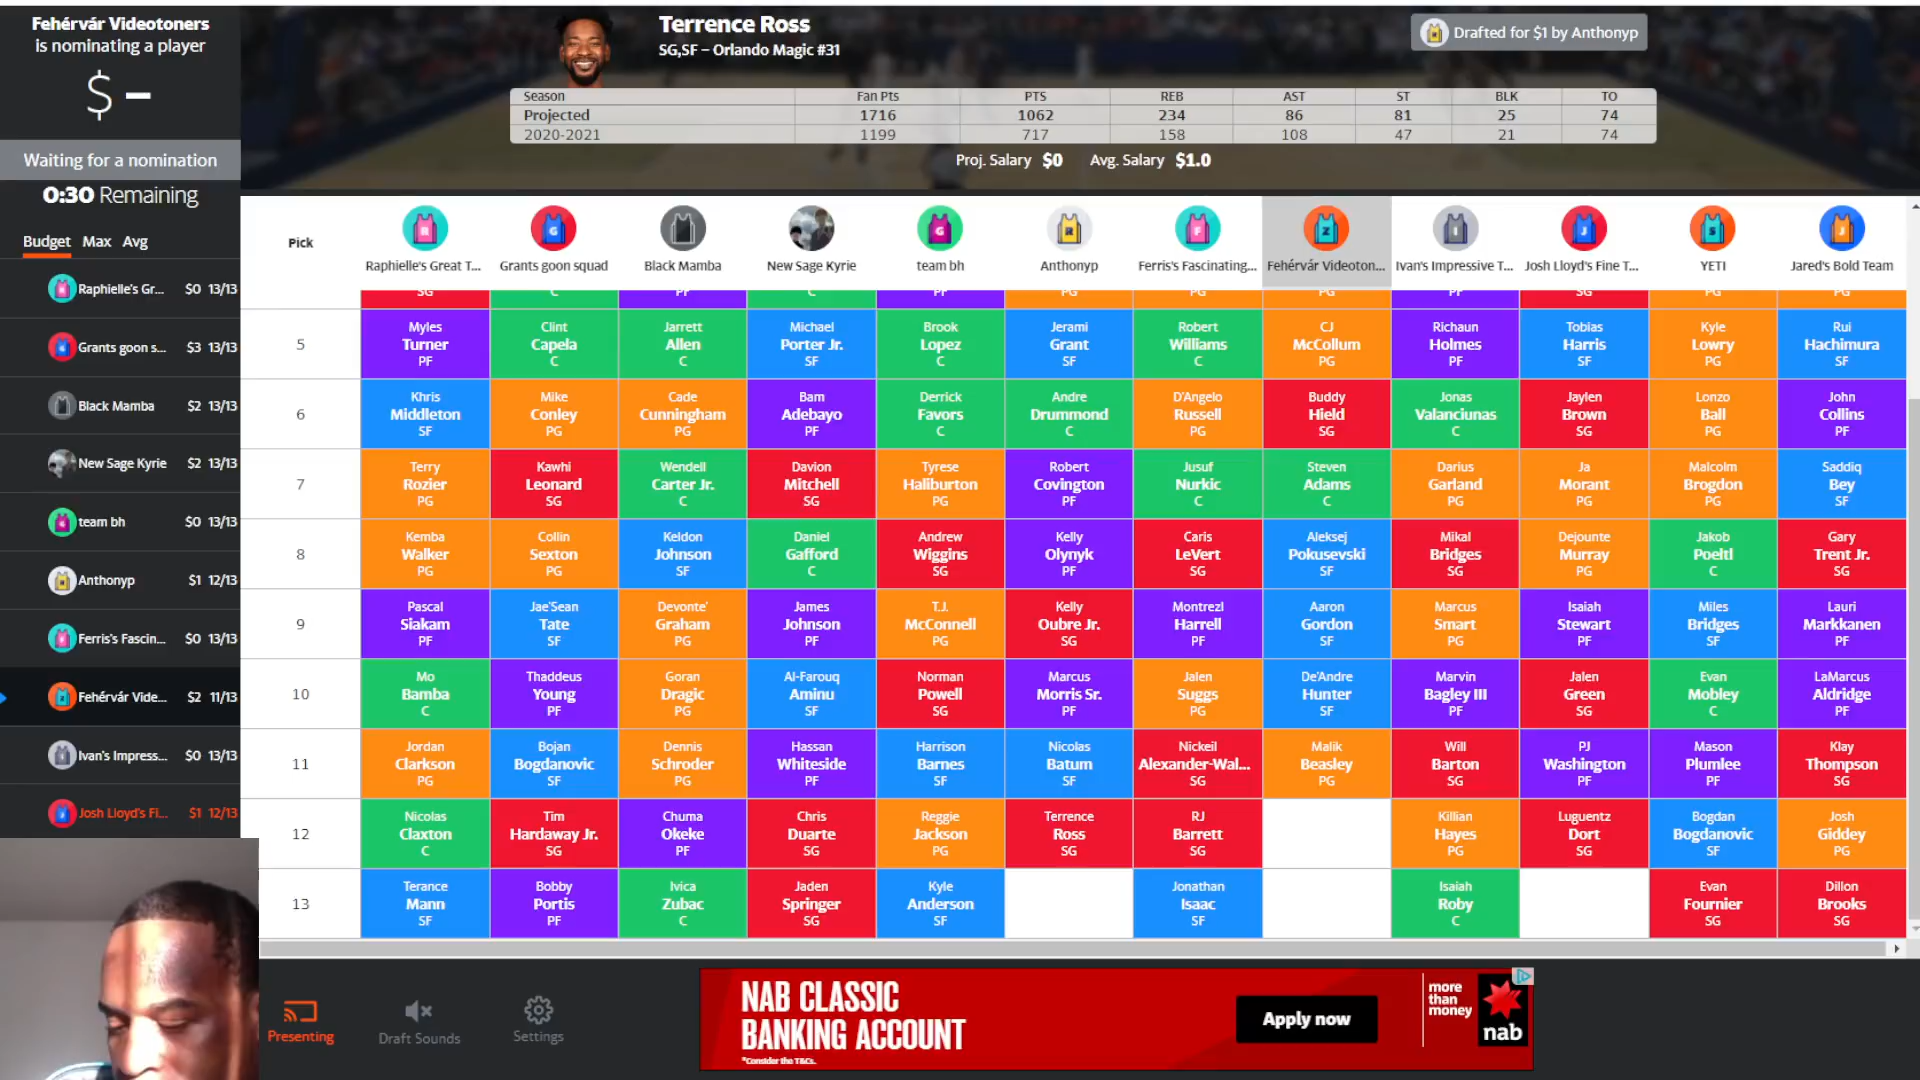 Fehérvár Videotoners
is nominating a player
$ –
Waiting for a nomination
0:30 Remaining
Budget Max Avg
Raphielle's Gr... $0 13/13
Grants goon s... $3 13/13
Black Mamba $2 13/13
New Sage Kyrie $2 13/13
team bh $0 13/13
Anthonyp $1 12/13
Ferris's Fascin... $0 13/13
Fehérvár Vide... $2 11/13
Ivan's Impress... $0 13/13
Josh Lloyd's Fi... $1 12/13
Terrence Ross
SG,SF – Orlando Magic #31
Drafted for $1 by Anthonyp
Season Fan Pts PTS REB AST ST BLK TO
Projected 1716 1062 234 86 81 25 74
2020-2021 1199 717 158 108 47 21 74
Proj. Salary $0 Avg. Salary $1.0
R G G R F Z I J S J
Pick Raphielle's Great T... Grants goon squad Black Mamba New Sage Kyrie team bh Anthonyp Ferris's Fascinating... Fehérvár Videoton... Ivan's Impressive T... Josh Lloyd's Fine T... YETI Jared's Bold Team
SG C PF C PF PG PG PG PF SG PG PG
Myles Clint Jarrett Michael Brook Jerami Robert CJ Richaun Tobias Kyle Rui
5 Turner Capela Allen Porter Jr. Lopez Grant Williams McCollum Holmes Harris Lowry Hachimura
PF C C SF C SF C PG PF SF PG SF
Khris Mike Cade Bam Derrick Andre D'Angelo Buddy Jonas Jaylen Lonzo John
6 Middleton Conley Cunningham Adebayo Favors Drummond Russell Hield Valanciunas Brown Ball Collins
SF PG PG PF C C PG SG C SG PG PF
Terry Kawhi Wendell Davion Tyrese Robert Jusuf Steven Darius Ja Malcolm Saddiq
7 Rozier Leonard Carter Jr. Mitchell Haliburton Covington Nurkic Adams Garland Morant Brogdon Bey
PG SG C SG PG PF C C PG PG PG SF
Kemba Collin Keldon Daniel Andrew Kelly Caris Aleksej Mikal Dejounte Jakob Gary
8 Walker Sexton Johnson Gafford Wiggins Olynyk LeVert Pokusevski Bridges Murray Poeltl Trent Jr.
PG PG SF C SG PF SG SF SG PG C SG
Pascal Jae'Sean Devonte' James T.J. Kelly Montrezl Aaron Marcus Isaiah Miles Lauri
9 Siakam Tate Graham Johnson McConnell Oubre Jr. Harrell Gordon Smart Stewart Bridges Markkanen
PF SF PG PF PG SG PF SF PG PF SF PF
Mo Thaddeus Goran Al-Farouq Norman Marcus Jalen De'Andre Marvin Jalen Evan LaMarcus
10 Bamba Young Dragic Aminu Powell Morris Sr. Suggs Hunter Bagley III Green Mobley Aldridge
C PF PG SF SG PF PG SF PF SG C PF
Jordan Bojan Dennis Hassan Harrison Nicolas Nickeil Malik Will PJ Mason Klay
11 Clarkson Bogdanovic Schroder Whiteside Barnes Batum Alexander-Wal... Beasley Barton Washington Plumlee Thompson
PG SF PG PF SF SF SG PG SG PF PF SG
Nicolas Tim Chuma Chris Reggie Terrence RJ Killian Luguentz Bogdan Josh
12 Claxton Hardaway Jr. Okeke Duarte Jackson Ross Barrett Hayes Dort Bogdanovic Giddey
C SG PF SG PG SG SG PG SG SF PG
Terance Bobby Ivica Jaden Kyle Jonathan Isaiah Evan Dillon
13 Mann Portis Zubac Springer Anderson Isaac Roby Fournier Brooks
SF PF C SG SF SF C SG SG
Presenting Draft Sounds Settings
NAB CLASSIC
BANKING ACCOUNT
*Consider the T&Cs.
Apply now
more
than
money
nab